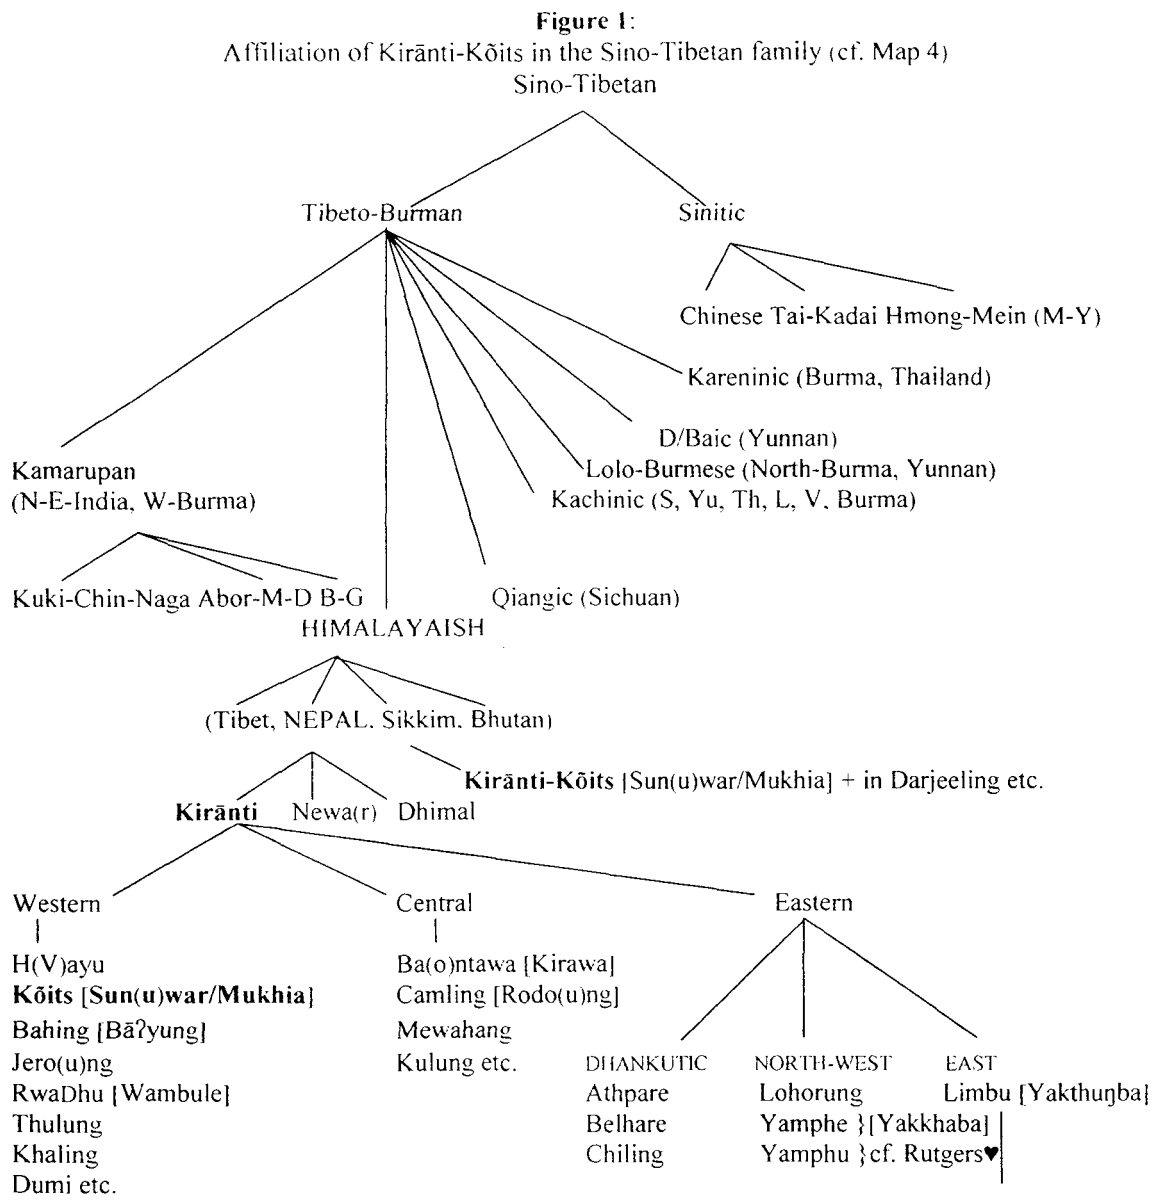 Figure 1:
Affiliation of Kirānti-Kõits in the Sino-Tibetan family (cf. Map 4)
Sino-Tibetan
Tibeto-Burman Sinitic
Chinese Tai-Kadai Hmong-Mein (M-Y)
Kareninic (Burma, Thailand)
D/Baic (Yunnan)
Lolo-Burmese (North-Burma, Yunnan)
Kamarupan
(N-E-India, W-Burma)
Kachinic (S, Yu, Th, L, V, Burma)
Kuki-Chin-Naga Abor-M-D B-G
Qiangic (Sichuan)
HIMALAYAISH
(Tibet, NEPAL, Sikkim, Bhutan)
Kirānti-Kõits [Sun(u)war/Mukhia] + in Darjeeling etc.
Kirānti Newa(r) Dhimal
Western Central Eastern
H(V)ayu Ba(o)ntawa [Kirawa]
Kõits [Sun(u)war/Mukhia] Camling [Rodo(u)ng]
Bahing [Bāʔyung] Mewahang
Jero(u)ng Kulung etc. DHANKUTIC NORTH-WEST EAST
RwaDhu [Wambule] Athpare Lohorung Limbu [Yakthuŋba]
Thulung Belhare Yamphe }[Yakkhaba]
Khaling Chiling Yamphu }cf. Rutgers♥
Dumi etc.